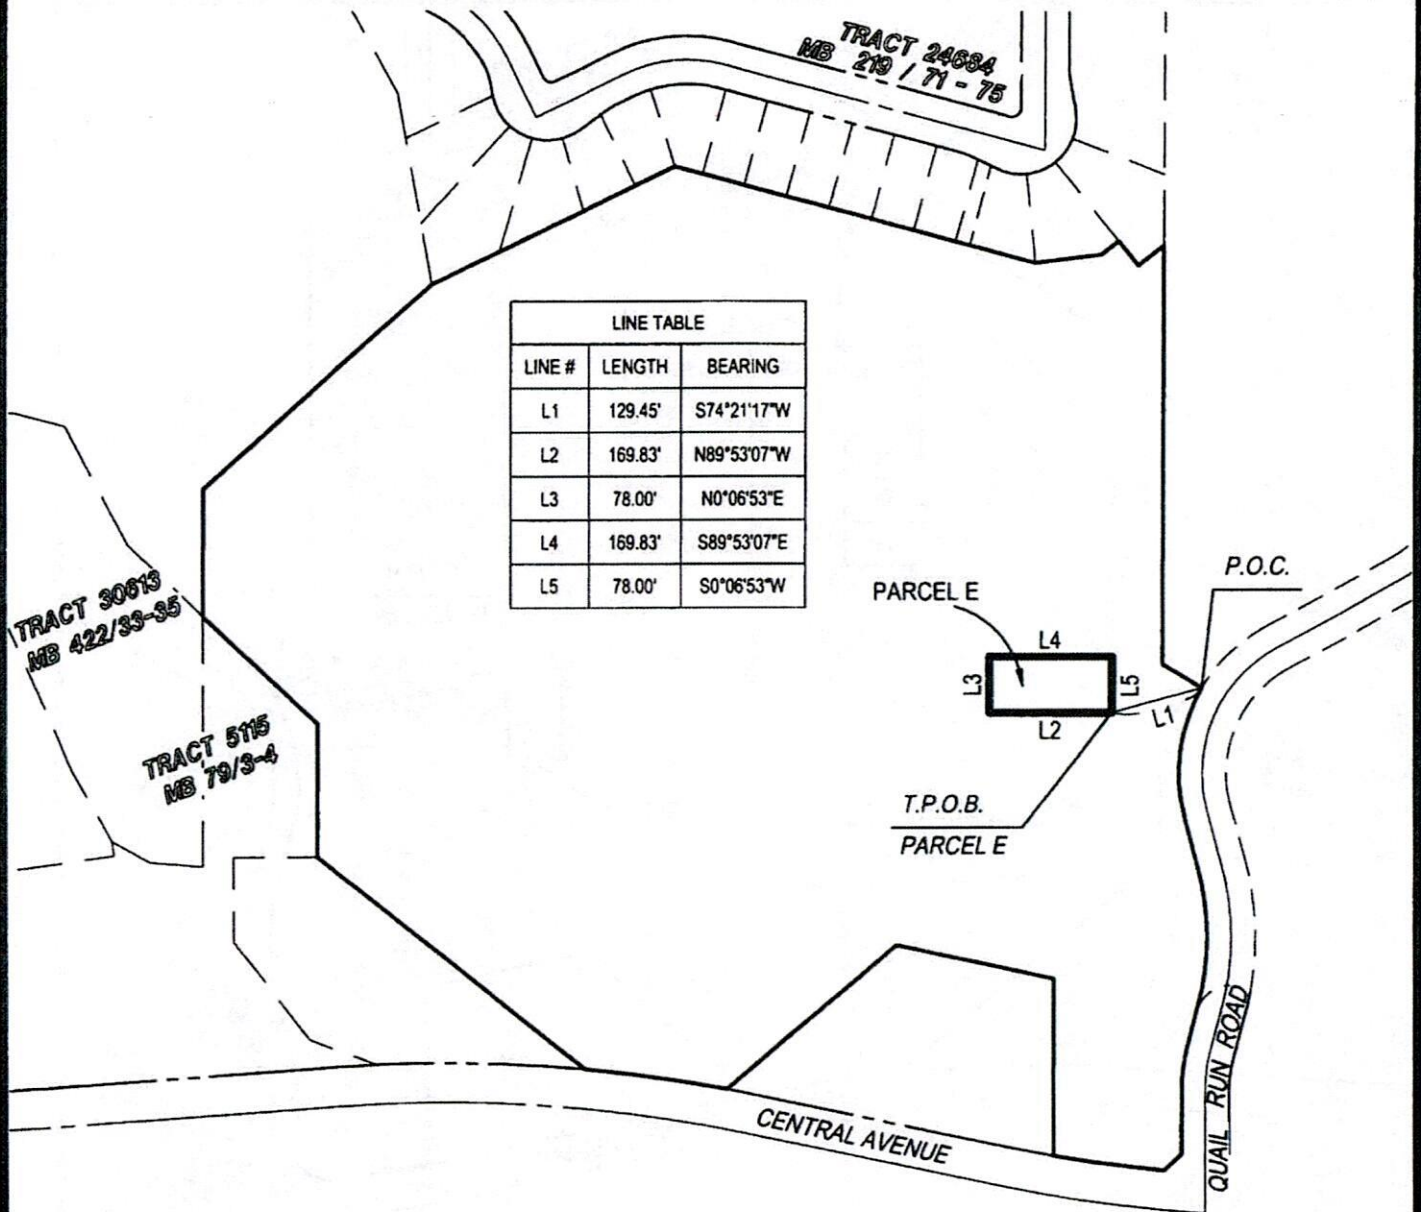 TRACT 24684
MB 219 / 71 - 75
LINE TABLE
LINE # LENGTH BEARING
L1 129.45' S74°21'17"W
L2 169.83' N89°53'07"W
L3 78.00' N0°06'53"E
L4 169.83' S89°53'07"E
L5 78.00' S0°06'53"W
TRACT 30613
MB 422/33-35
TRACT 5115
MB 79/3-4
PARCEL E
P.O.C.
L4
L3
L5
L1
L2
T.P.O.B.
PARCEL E
CENTRAL AVENUE
QUAIL RUN ROAD